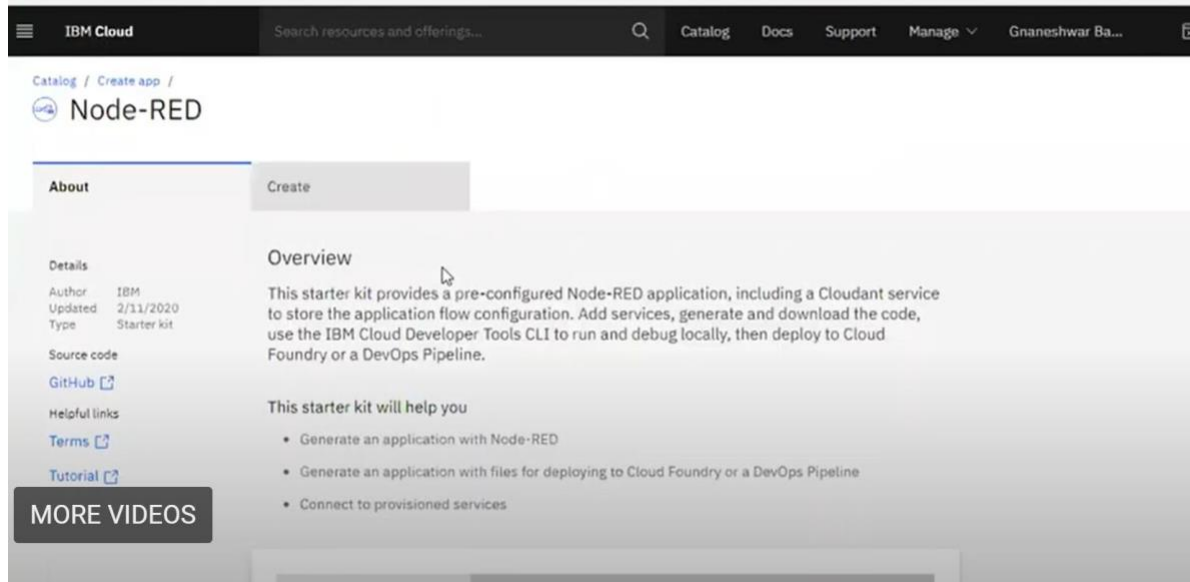 IBM Cloud
Search resources and offerings...
Catalog
Docs
Support
Manage
Gnaneshwar Ba...
Catalog / Create app /
Node-RED
About
Create
Details
Author IBM
Updated 2/11/2020
Type Starter kit
Source code
GitHub
Helpful links
Terms
Tutorial
MORE VIDEOS
Overview
This starter kit provides a pre-configured Node-RED application, including a Cloudant service
to store the application flow configuration. Add services, generate and download the code,
use the IBM Cloud Developer Tools CLI to run and debug locally, then deploy to Cloud
Foundry or a DevOps Pipeline.
This starter kit will help you
• Generate an application with Node-RED
• Generate an application with files for deploying to Cloud Foundry or a DevOps Pipeline
• Connect to provisioned services